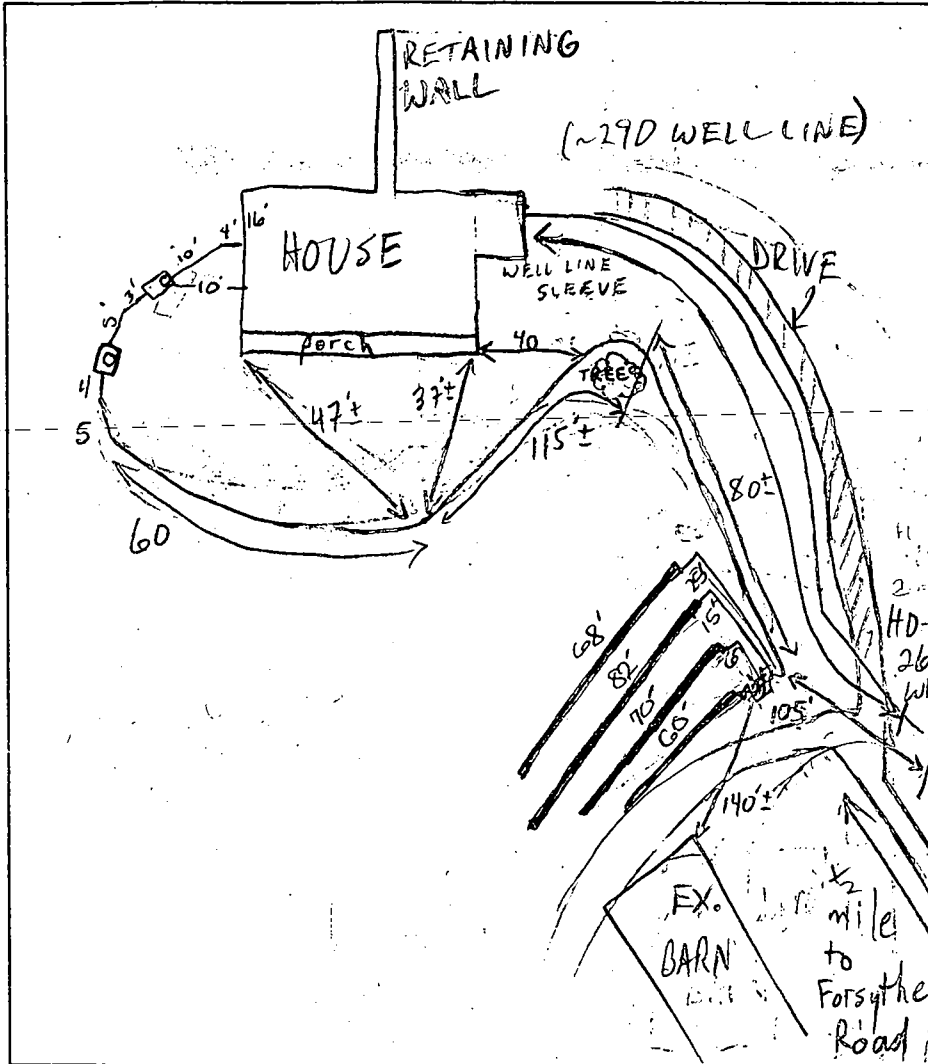 RETAINING
WALL
(~290 WELL LINE)
16'
4'
10'
HOUSE
DRIVE
WELL LINE
SLEEVE
3'
10'
5'
Porch
40
TREES
4
47'±
37'±
5
115'±
80±
60
68'
82'
15'
70'
60'
HD-
105'
140'±
EX.
BARN
1/2
mile
to
Forsythe
Road